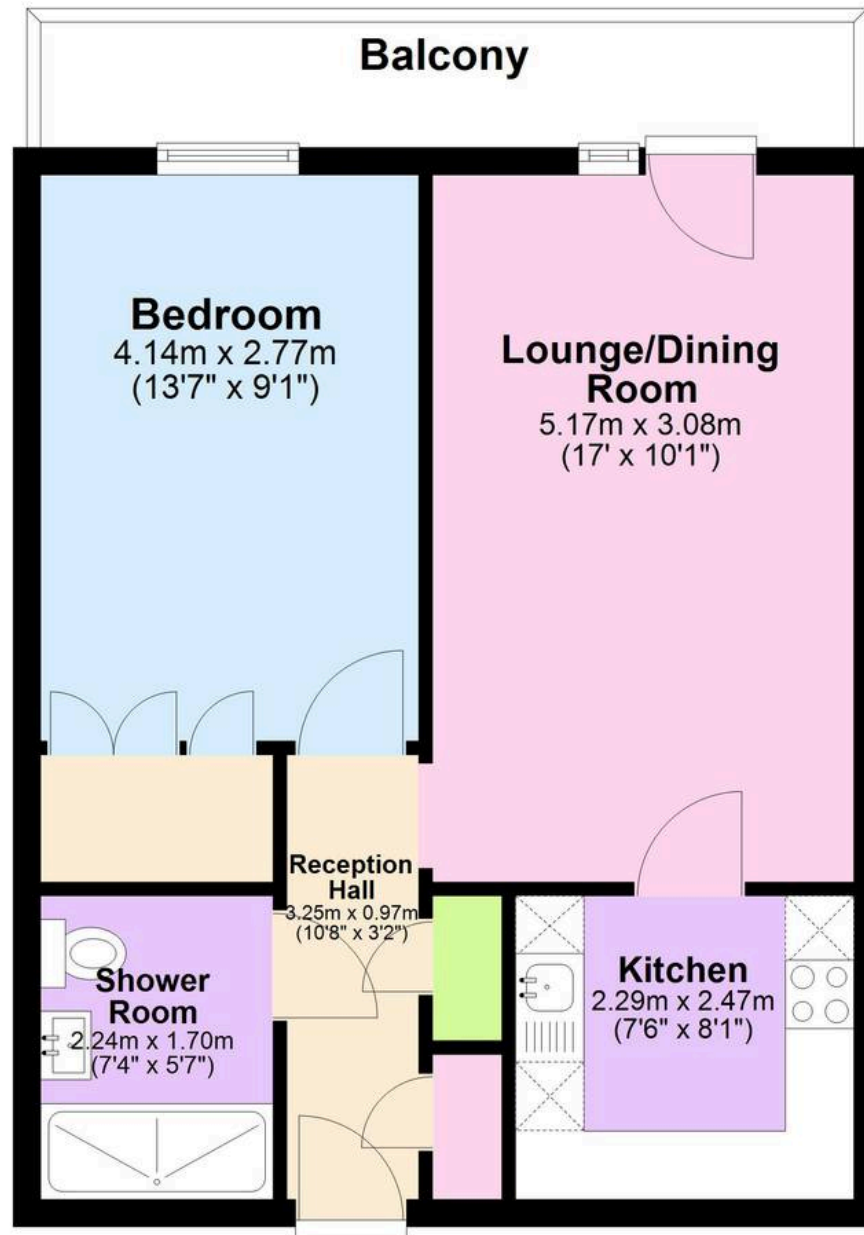 Balcony
Bedroom
4.14m x 2.77m
(13'7" x 9'1")
Lounge/Dining
Room
5.17m x 3.08m
(17' x 10'1")
Reception
Hall
3.25m x 0.97m
(10'8" x 3'2")
Shower
Room
2.24m x 1.70m
(7'4" x 5'7")
Kitchen
2.29m x 2.47m
(7'6" x 8'1")